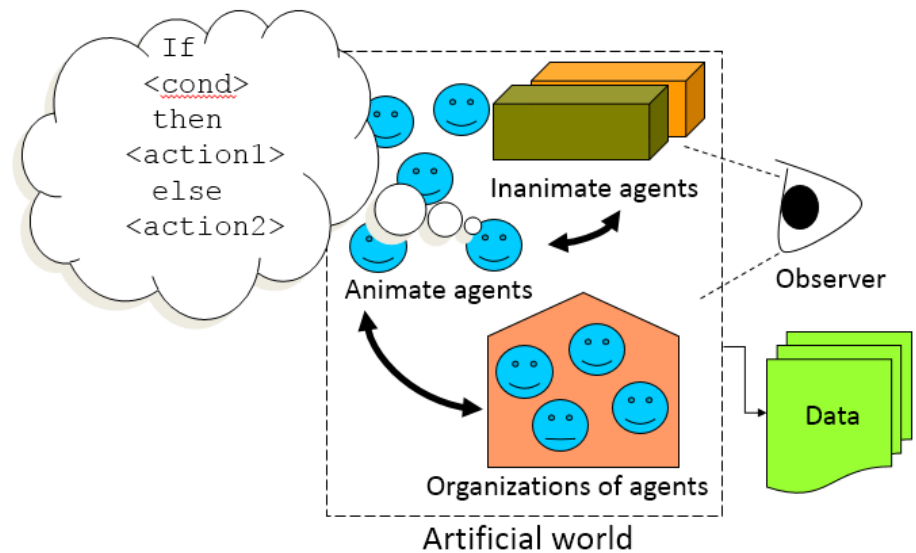 If
<cond>
then
<action1>
else
<action2>
Inanimate agents
Animate agents
Observer
Data
Organizations of agents
Artificial world